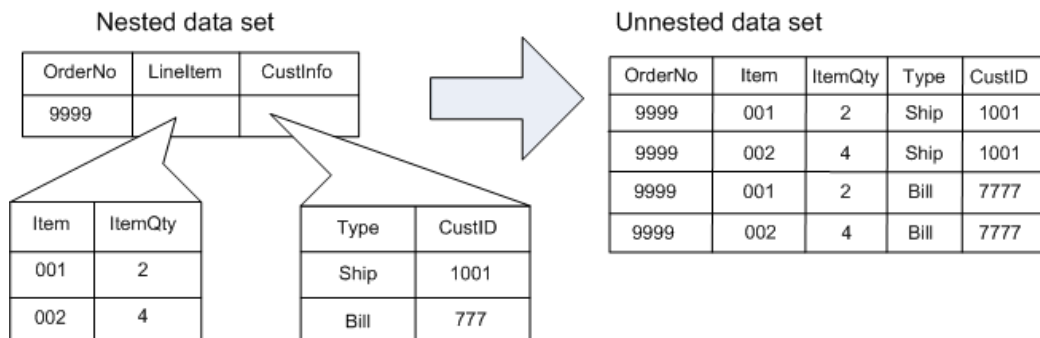 Nested data set
OrderNo LineItem CustInfo
9999
Item ItemQty
001 2
002 4
Type CustID
Ship 1001
Bill 777
Unnested data set
OrderNo Item ItemQty Type CustID
9999 001 2 Ship 1001
9999 002 4 Ship 1001
9999 001 2 Bill 7777
9999 002 4 Bill 7777